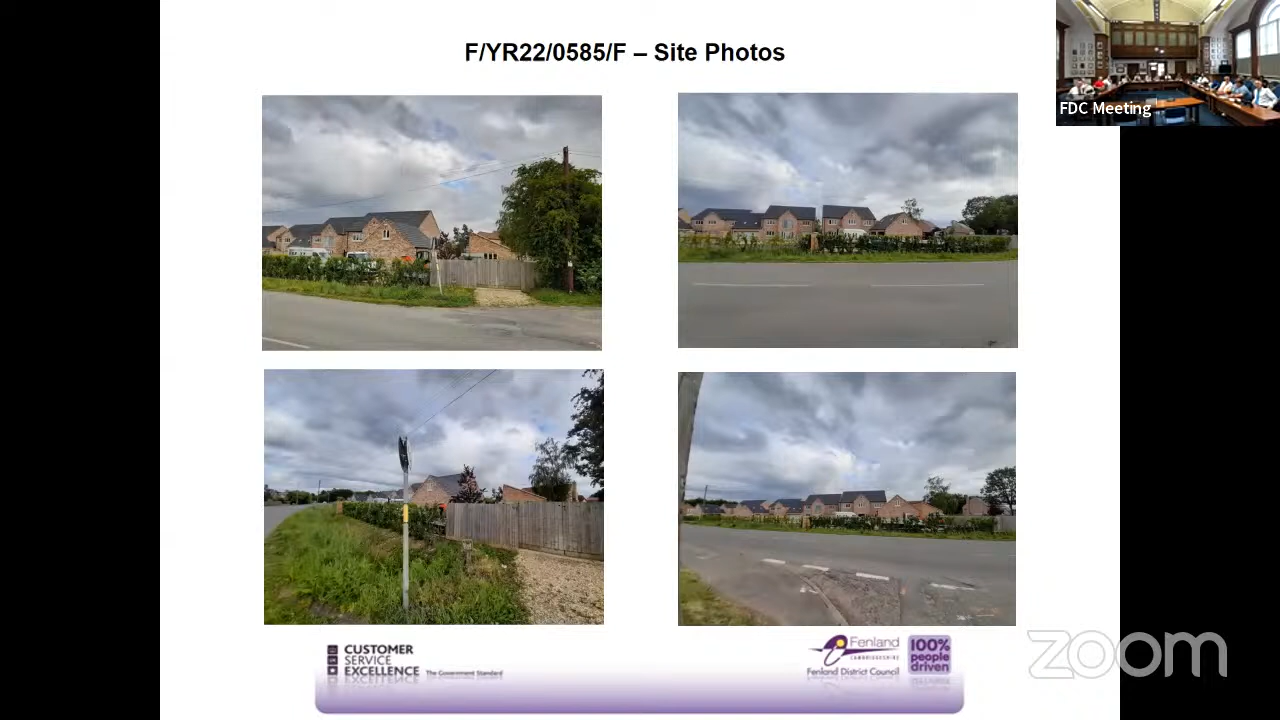 F/YR22/0585/F – Site Photos
FDC Meeting
CUSTOMER
SERVICE
EXCELLENCE The Government Standard
Fenland
CAMBRIDGESHIRE
Fenland District Council
100%
people
driven
zoom